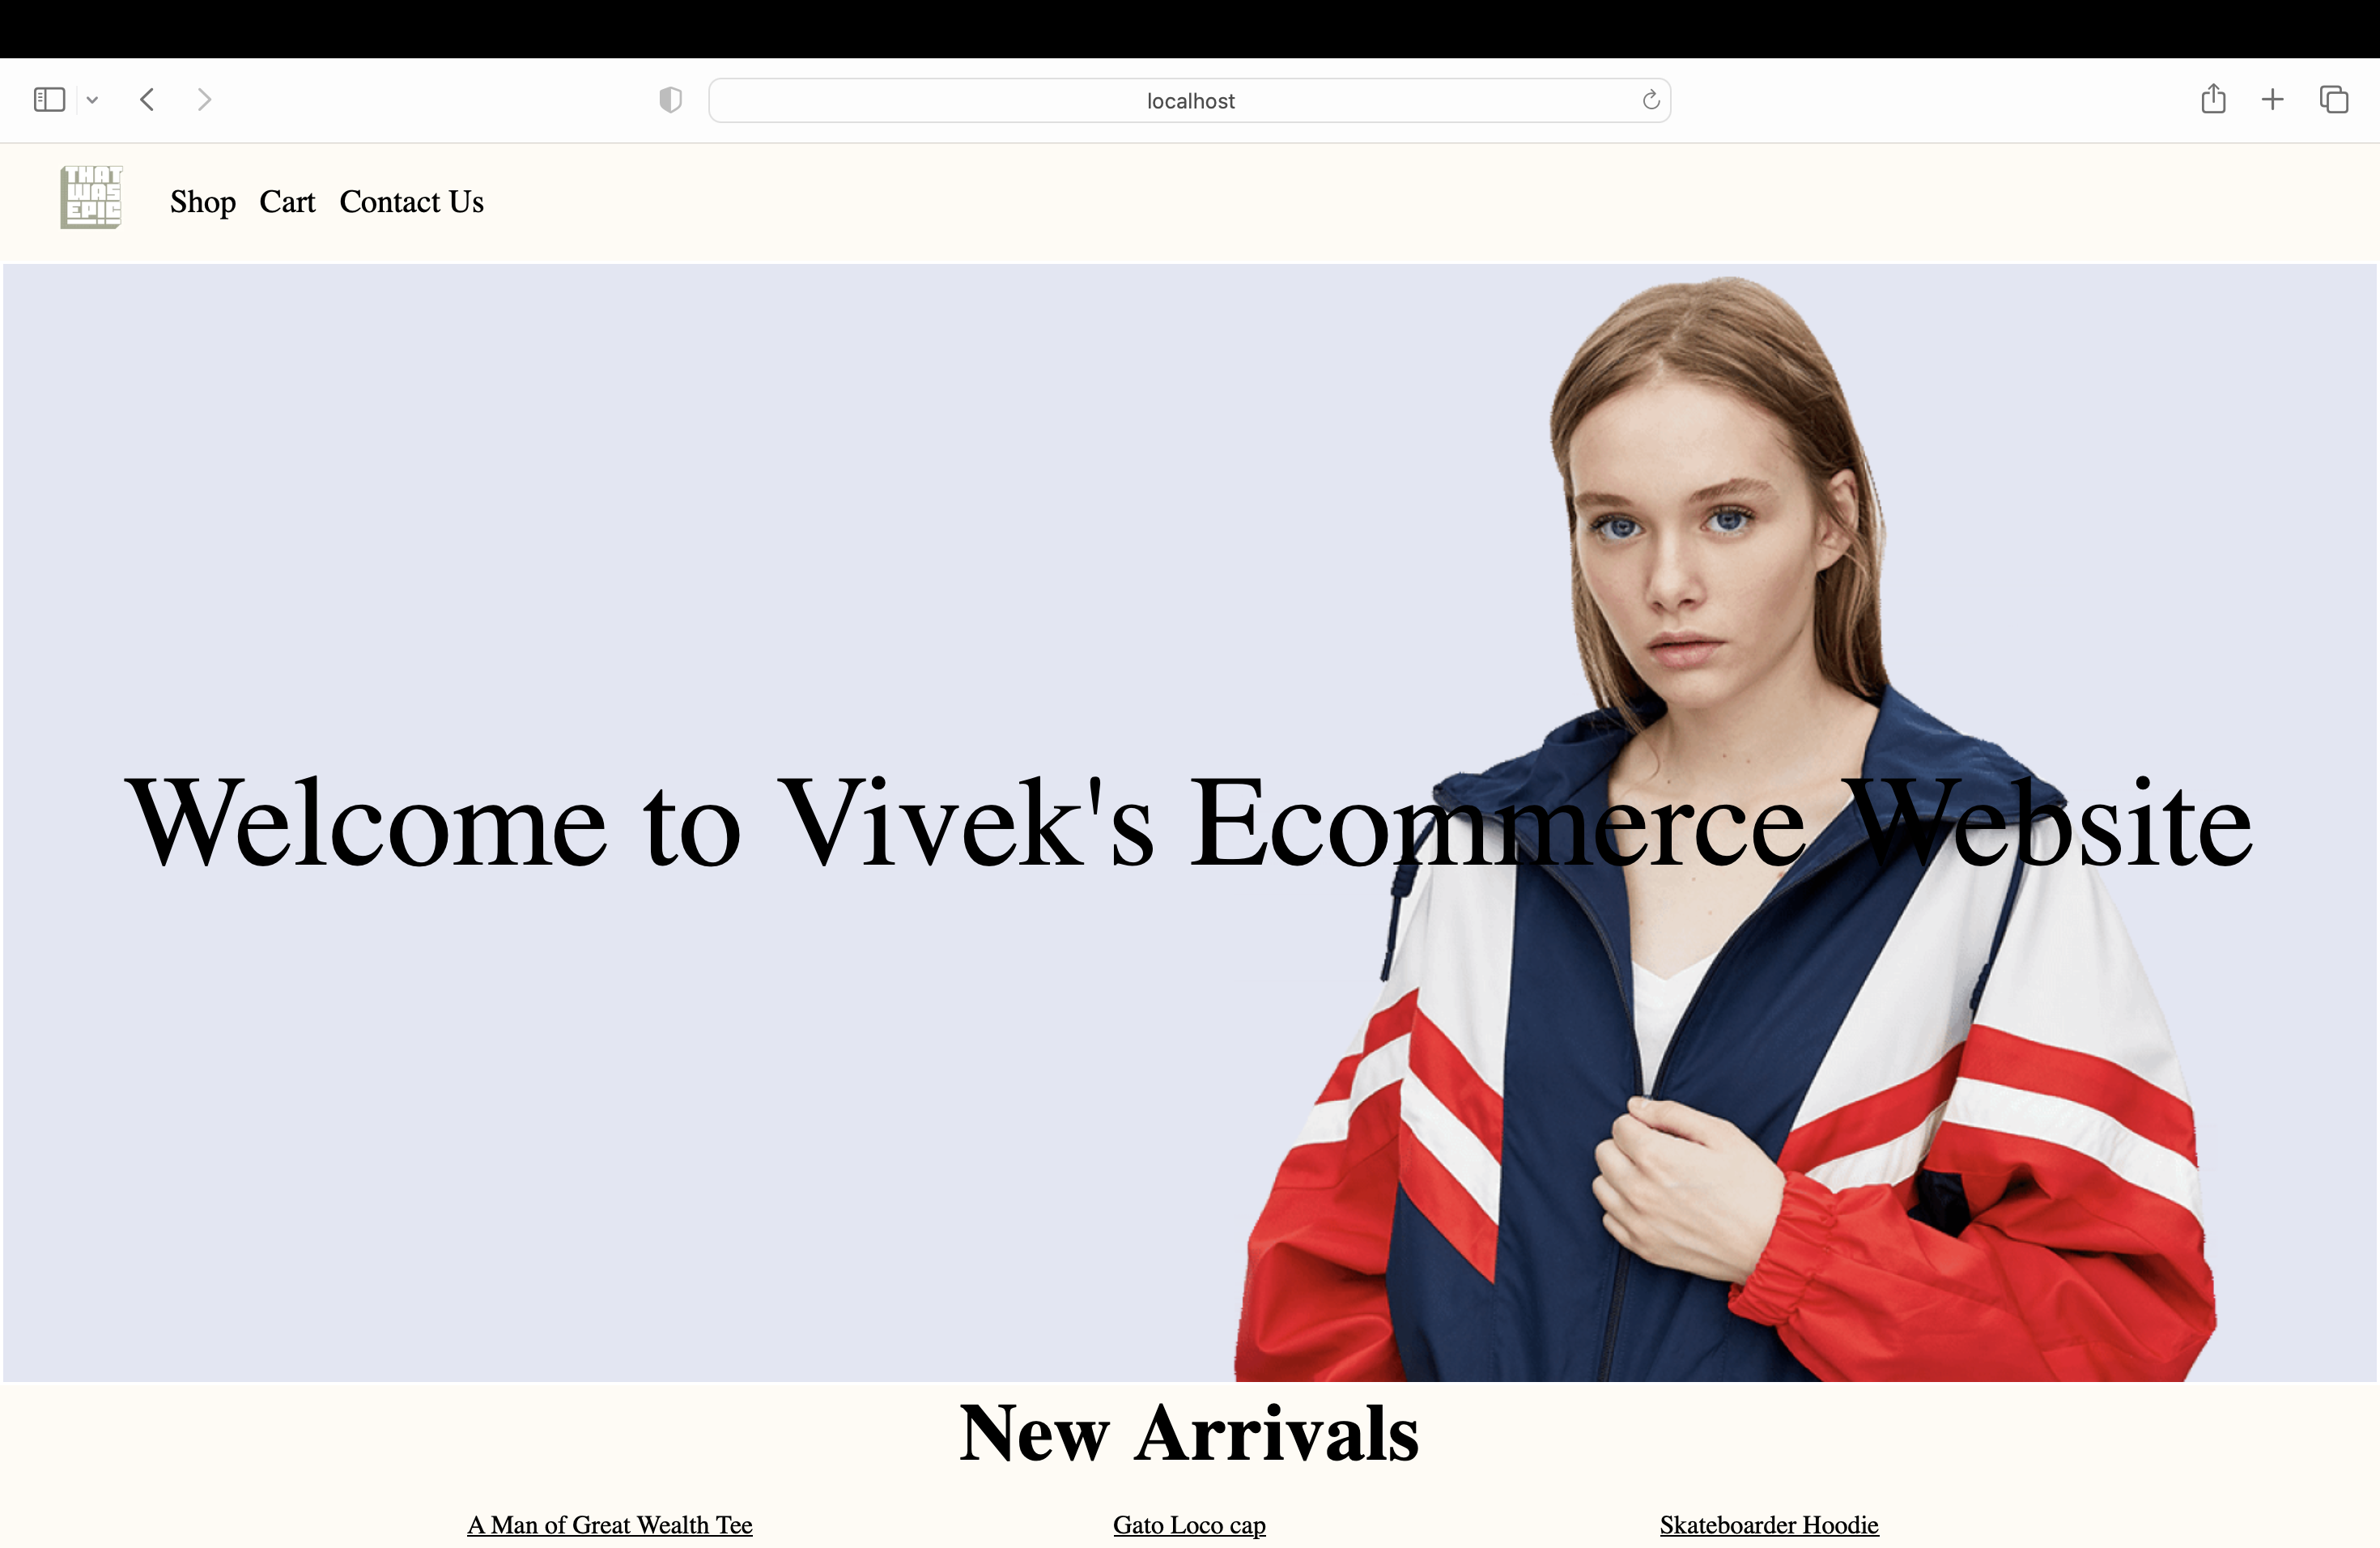 localhost
THAT
WAS
EPIC
Shop Cart Contact Us
Welcome to Vivek's Ecommerce Website
New Arrivals
A Man of Great Wealth Tee
Gato Loco cap
Skateboarder Hoodie